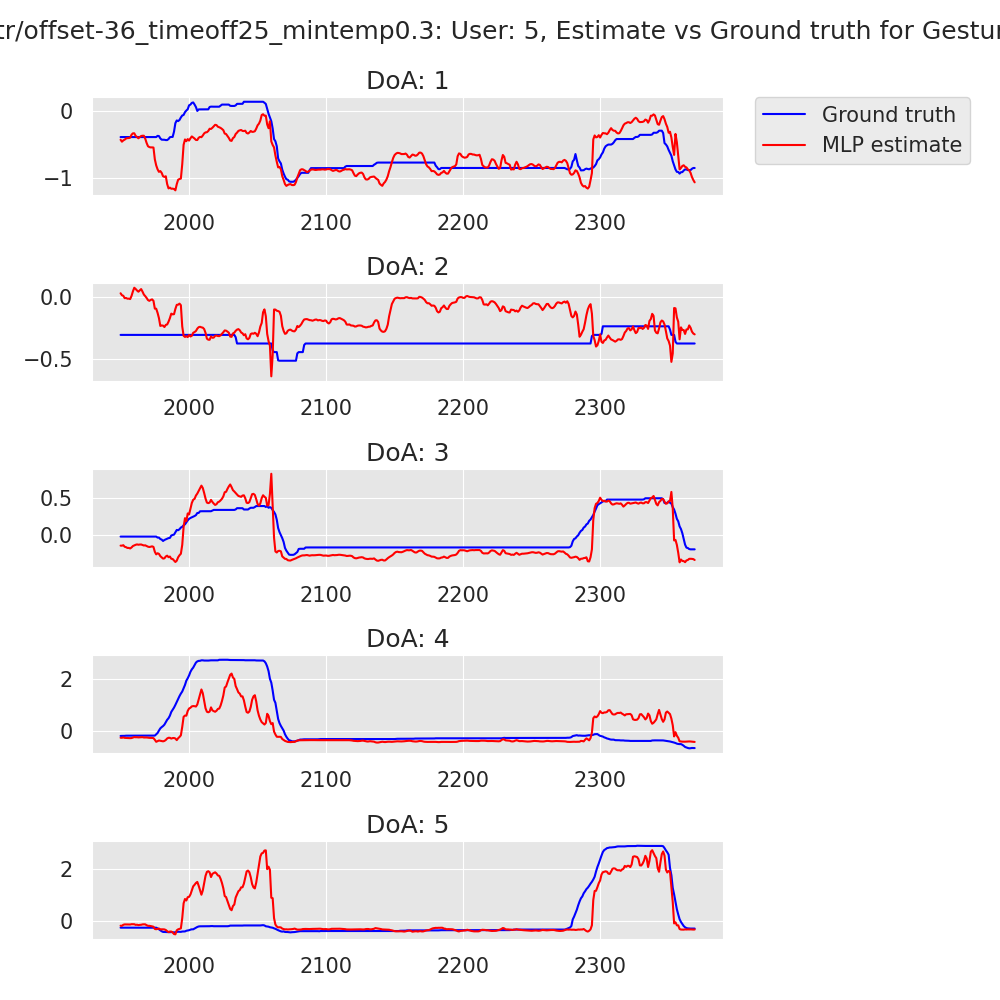 tr/offset-36_timeoff25_mintemp0.3: User: 5, Estimate vs Ground truth for Gestur
DoA: 1
Ground truth
MLP estimate
0
−1
2000 2100 2200 2300
DoA: 2
0.0
−0.5
2000 2100 2200 2300
DoA: 3
0.5
0.0
2000 2100 2200 2300
DoA: 4
2
0
2000 2100 2200 2300
DoA: 5
2
0
2000 2100 2200 2300